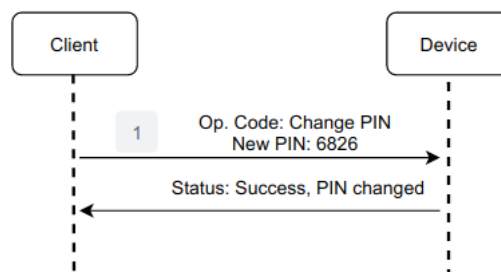 Client
Device
1
Op. Code: Change PIN
New PIN: 6826
Status: Success, PIN changed